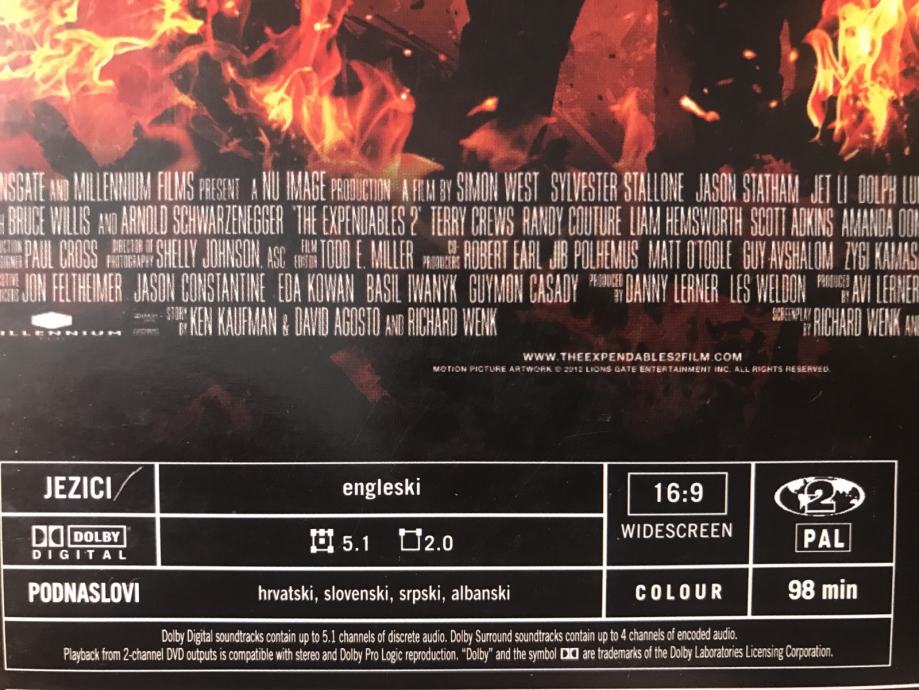 NSGATE AND MILLENNIUM FILMS PRESENT A NU IMAGE PRODUCTION A FILM BY SIMON WEST SYLVESTER STALLONE JASON STATHAM JET LI DOLPH LU
BRUCE WILLIS AND ARNOLD SCHWARZENEGGER 'THE EXPENDABLES 2' TERRY CREWS RANDY COUTURE LIAM HEMSWORTH SCOTT ADKINS AMANDA OO
PAUL CROSS DIRECTOR OF PHOTOGRAPHY SHELLY JOHNSON, ASC FILM EDITOR TODD E. MILLER CO-PRODUCERS ROBERT EARL JIB POLHEMUS MATT O'TOOLE GUY AVSHALOM ZYGI KAMAS
JON FELTHEIMER JASON CONSTANTINE EDA KOWAN BASIL IWANYK GUYMON CASADY PRODUCED BY DANNY LERNER LES WELDON PRODUCED BY AVI LERNER
LLENNIUM STORY BY KEN KAUFMAN & DAVID AGOSTO AND RICHARD WENK SCREENPLAY BY RICHARD WENK AN
WWW.THEEXPENDABLES2FILM.COM
MOTION PICTURE ARTWORK © 2012 LIONS GATE ENTERTAINMENT INC. ALL RIGHTS RESERVED.
JEZICI engleski 16:9 2
WIDESCREEN PAL
DOLBY DIGITAL 5.1 2.0
PODNASLOVI hrvatski, slovenski, srpski, albanski COLOUR 98 min
Dolby Digital soundtracks contain up to 5.1 channels of discrete audio. Dolby Surround soundtracks contain up to 4 channels of encoded audio.
Playback from 2-channel DVD outputs is compatible with stereo and Dolby Pro Logic reproduction. "Dolby" and the symbol are trademarks of the Dolby Laboratories Licensing Corporation.